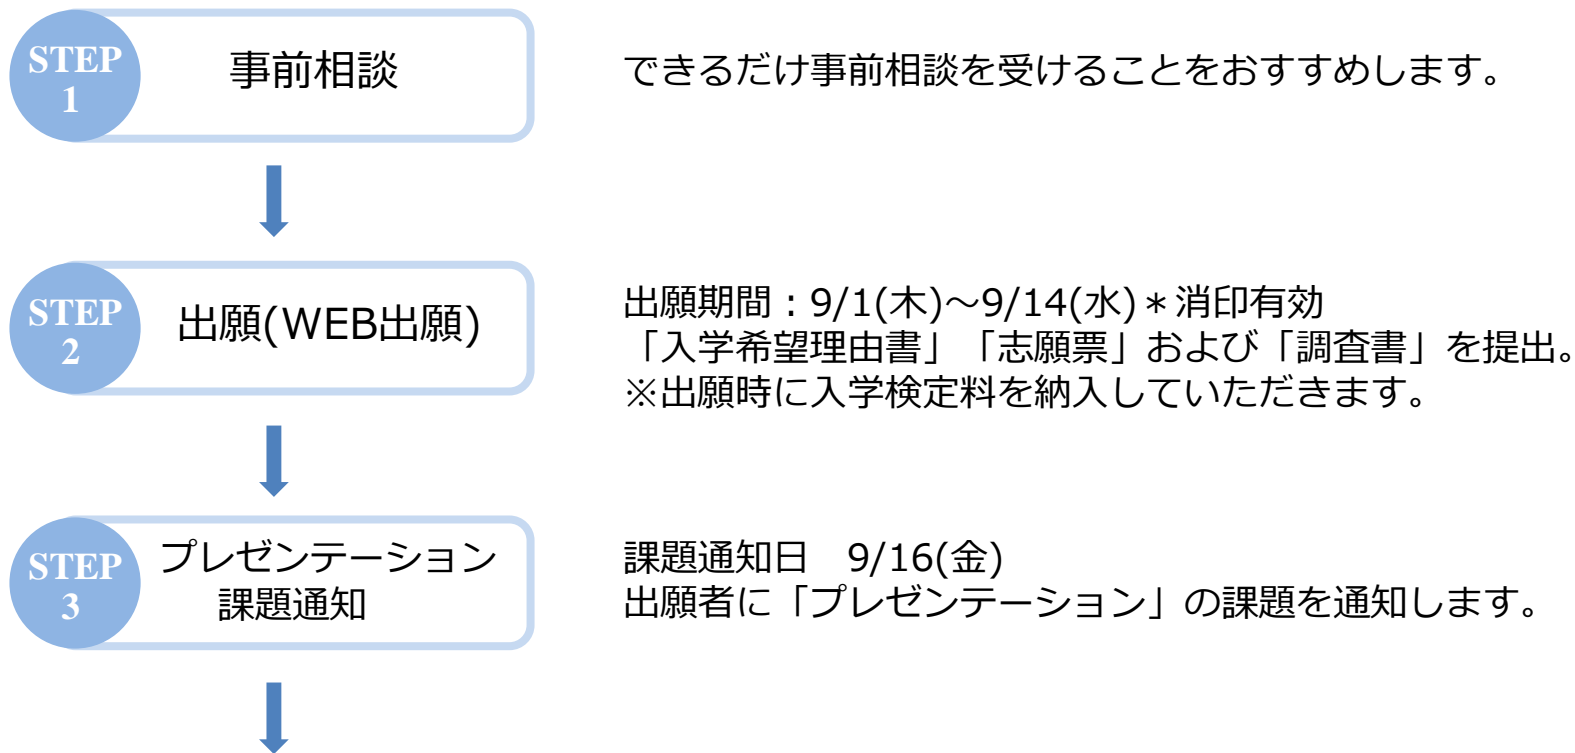 STEP
1
事前相談
できるだけ事前相談を受けることをおすすめします。
STEP
2
出願(WEB出願)
出願期間：9/1(木)～9/14(水)＊消印有効
「入学希望理由書」「志願票」および「調査書」を提出。
※出願時に入学検定料を納入していただきます。
STEP
3
プレゼンテーション
課題通知
課題通知日　9/16(金)
出願者に「プレゼンテーション」の課題を通知します。